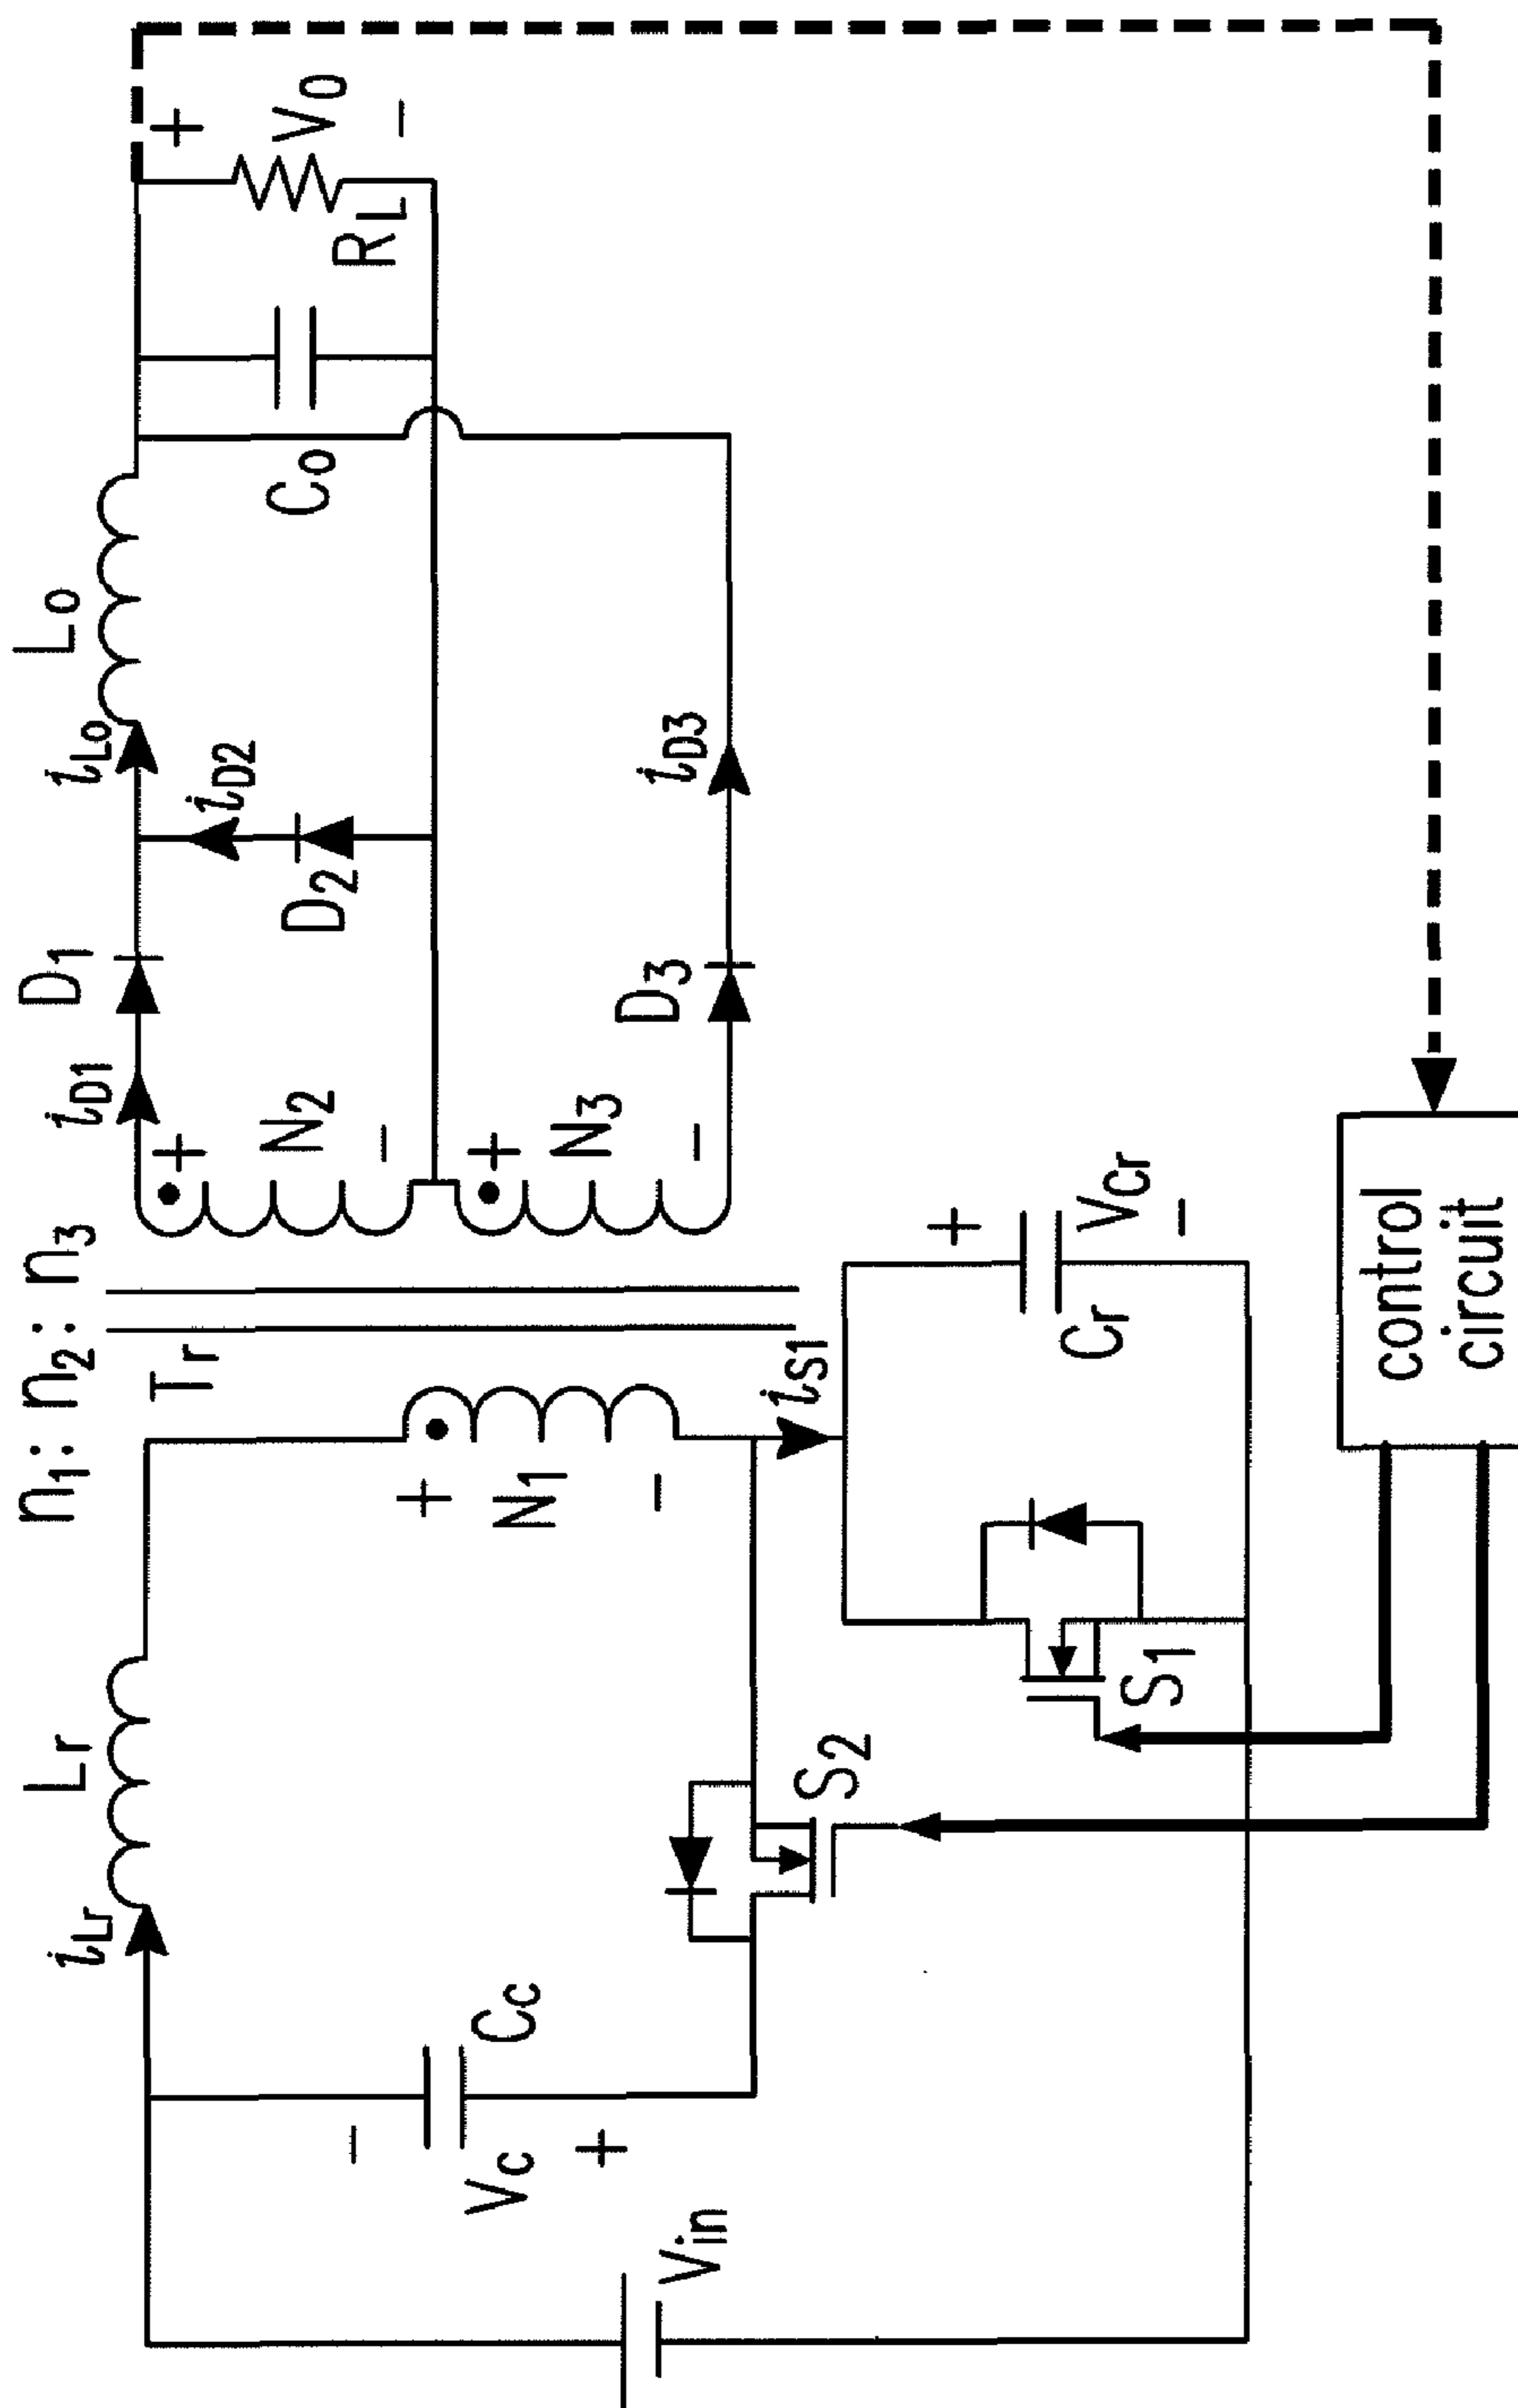 n1: n2: n3
Tr
Lr
iLr
Cc
Vc
- +
Vin
+ N1 -
S2
S1
iS1
Cr
+ VCr -
+ N2 -
+ N3 -
iD1
D1
D2
iD2
iLo
Lo
D3
iD3
Co
RL
+ Vo -
control
circuit